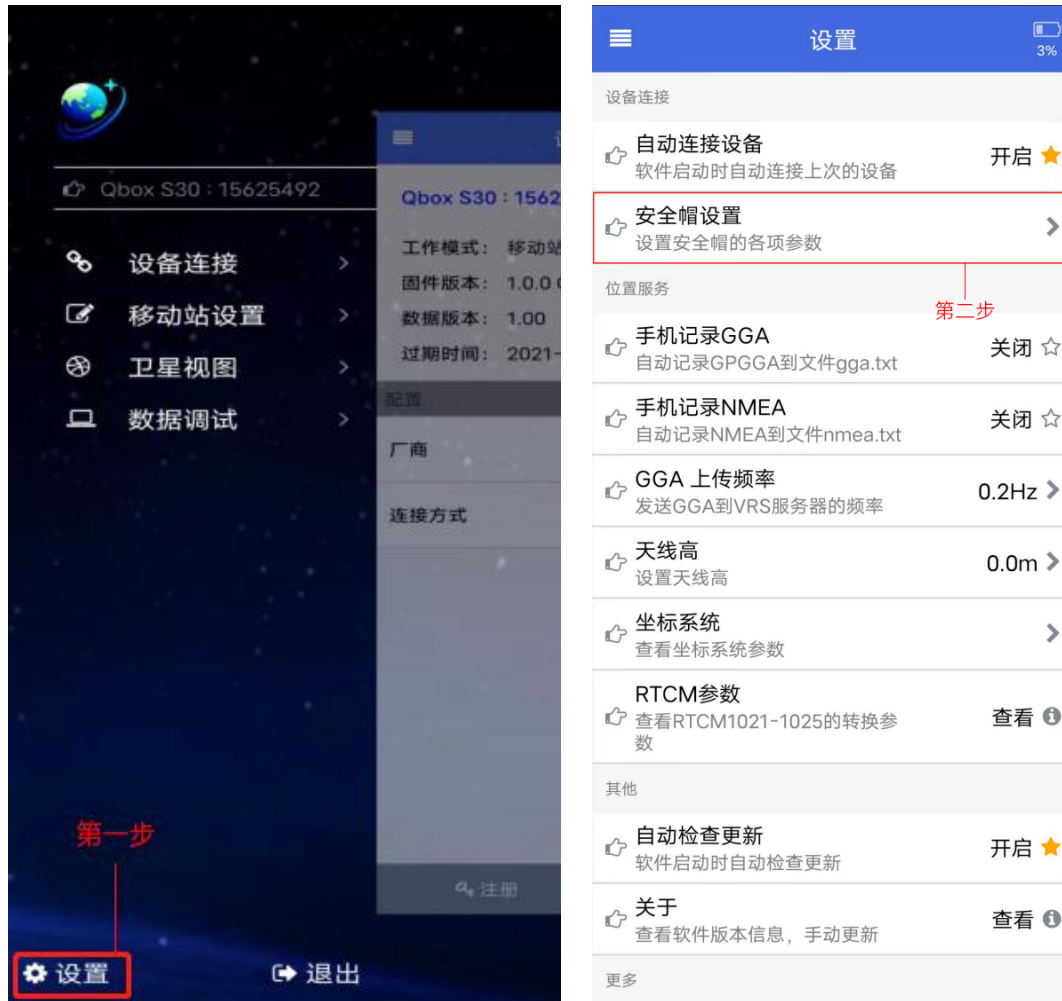 Qbox S30 : 15625492
设备连接
移动站设置
卫星视图
数据调试
第一步
设置
退出
Qbox S30 : 1562
工作模式： 移动站
固件版本： 1.0.0
数据版本： 1.00
过期时间： 2021-
配置
厂商
连接方式
注册
设置
3%
设备连接
自动连接设备
软件启动时自动连接上次的设备
开启
安全帽设置
设置安全帽的各项参数
第二步
位置服务
手机记录GGA
自动记录GPGGA到文件gga.txt
关闭
手机记录NMEA
自动记录NMEA到文件nmea.txt
关闭
GGA 上传频率
发送GGA到VRS服务器的频率
0.2Hz
天线高
设置天线高
0.0m
坐标系统
查看坐标系统参数
RTCM参数
查看RTCM1021-1025的转换参
数
查看
其他
自动检查更新
软件启动时自动检查更新
开启
关于
查看软件版本信息，手动更新
查看
更多